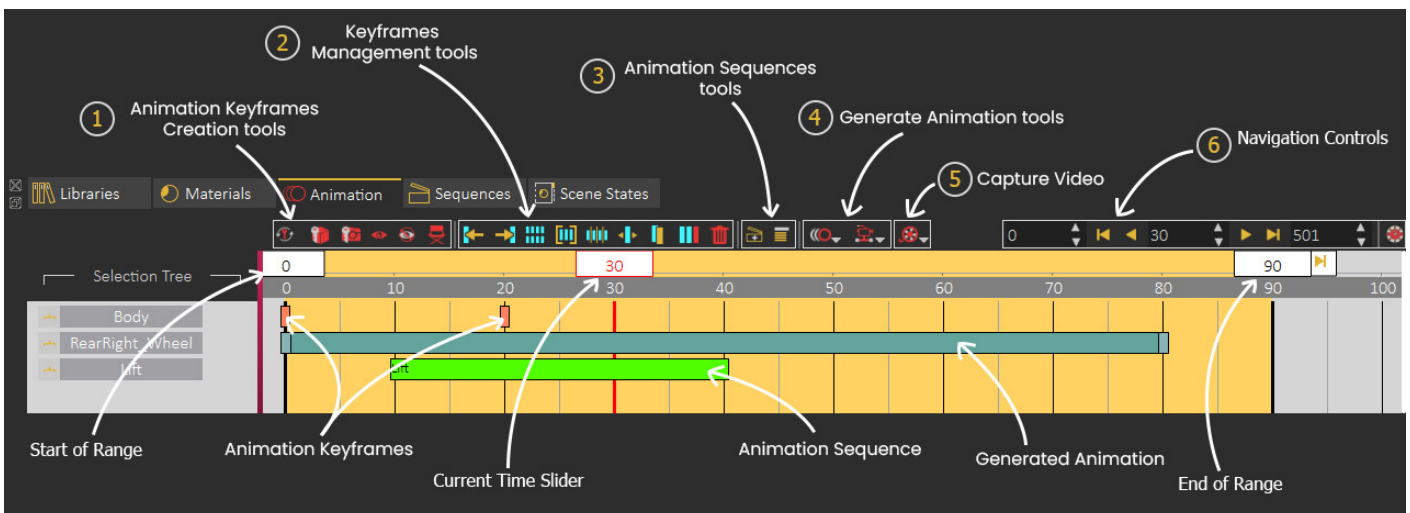 2
Keyframes
Management tools
3
Animation Sequences
tools
1
Animation Keyframes
Creation tools
4
Generate Animation tools
6
Navigation Controls
5
Capture Video
Libraries
Materials
Animation
Sequences
Scene States
0
30
501
Selection Tree
0
30
90
0 10 20 30 40 50 60 70 80 90 100
Body
RearRight_Wheel
Lift
Lift
Start of Range
Animation Keyframes
Current Time Slider
Animation Sequence
Generated Animation
End of Range